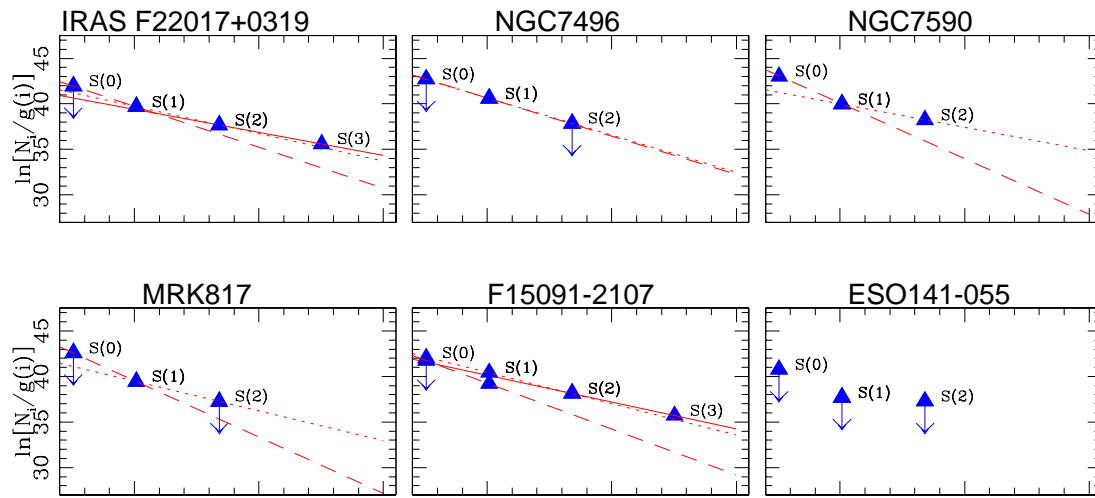 IRAS F22017+0319
NGC7496
NGC7590
ln[N_i/g(i)]
45
40
35
30
S(0)
S(1)
S(2)
S(3)
S(0)
S(1)
S(2)
S(0)
S(1)
S(2)
MRK817
F15091-2107
ESO141-055
ln[N_i/g(i)]
45
40
35
30
S(0)
S(1)
S(2)
S(0)
S(1)
S(2)
S(3)
S(0)
S(1)
S(2)